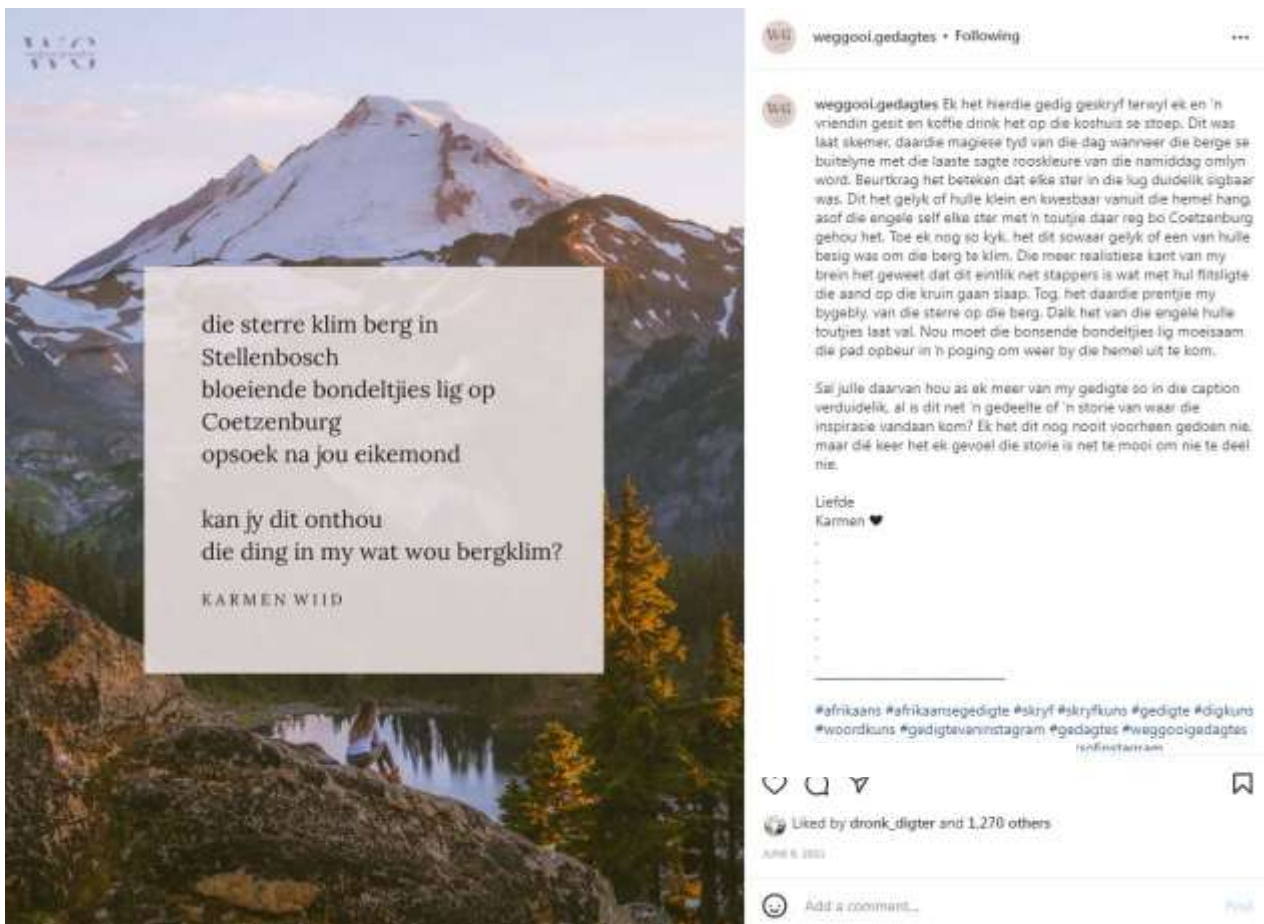 die sterre klim berg in
Stellenbosch
bloeiende bondeltjies lig op
Coetzenburg
opsoek na jou eikemond
kan jy dit onthou
die ding in my wat wou bergklim?
KARMEN WIID
WG
weggooi.gedagtes • Following
WG
weggooi.gedagtes Ek het hierdie gedig geskryf terwyl ek en 'n
vriendin gesit en koffie drink het op die koshuis se stoep. Dit was
laat skemer, daardie magiese tyd van die dag wanneer die berge se
buitelyne met die laaste sagte rooskleure van die namiddag omlyn
word. Beurtkrag het beteken dat elke ster in die lug duidelik sigbaar
was. Dit het gelyk of hulle klein en kwesbaar vanuit die hemel hang,
asof die engele self elke ster met 'n toutjie daar reg bo Coetzenburg
gehou het. Toe ek nog so kyk, het dit sowaar gelyk of een van hulle
besig was om die berg te klim. Die meer realistiese kant van my
brein het geweet dat dit eintlik net stappers is wat met hul flitsligte
die aand op die kruin gaan slaap. Tog, het daardie prentjie my
bygebly, van die sterre op die berg. Dalk het van die engele hulle
toutjies laat val. Nou moet die bonsende bondeltjies lig moeisaam
die pad opbeur in 'n poging om weer by die hemel uit te kom.
Sal julle daarvan hou as ek meer van my gedigte so in die caption
verduidelik, al is dit net 'n gedeelte of 'n storie van waar die
inspirasie vandaan kom? Ek het dit nog nooit voorheen gedoen nie,
maar dié keer het ek gevoel die storie is net te mooi om nie te deel
nie.
Liefde
Karmen ♥
#afrikaans #afrikaansegedigte #skryf #skryfkuns #gedigte #digkuns
#woordkuns #gedigtevaninstagram #gedagtes #weggooigedagtes
Liked by dronk_digter and 1,270 others
Add a comment...
Post